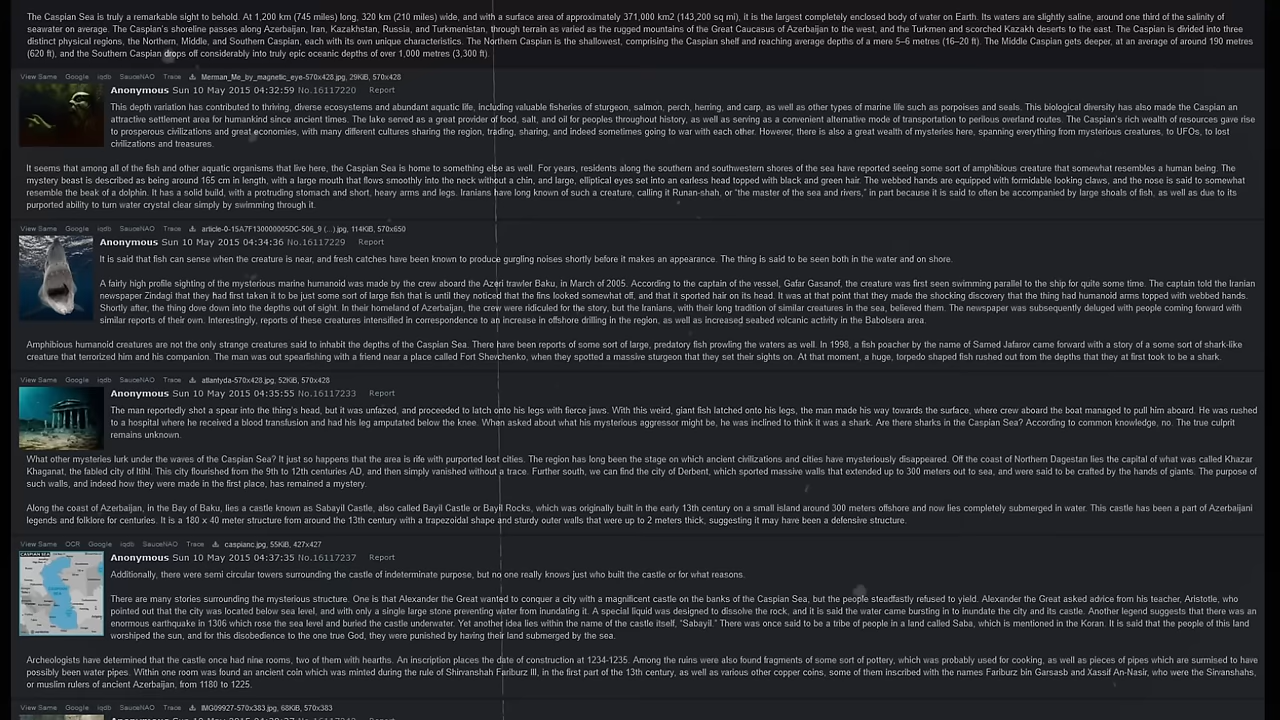 The Caspian Sea is truly a remarkable sight to behold. At 1,200 km (745 miles) long, 320 km (210 miles) wide, and with a surface area of approximately 371,000 km2 (143,200 sq mi), it is the largest completely enclosed body of water on Earth. Its waters are slightly saline, around one third of the salinity of
seawater on average. The Caspian's shoreline passes along Azerbaijan, Iran, Kazakhstan, Russia, and Turkmenistan, through terrain as varied as the rugged mountains of the Great Caucasus of Azerbaijan to the west, and the Turkmen and scorched Kazakh deserts to the east. The Caspian is divided into three
distinct physical regions, the Northern, Middle, and Southern Caspian, each with its own unique characteristics. The Northern Caspian is the shallowest, comprising the Caspian shelf and reaching average depths of a mere 5–6 metres (16–20 ft). The Middle Caspian gets deeper, at an average of around 190 metres
(620 ft), and the Southern Caspian drops off considerably into truly epic oceanic depths of over 1,000 metres (3,300 ft).
View Same Google iqdb SauceNAO Trace Merman_Me_by_magnetic_eye-570x428.jpg, 29KiB, 570x428
Anonymous Sun 10 May 2015 04:32:59 No.16117220 Report
This depth variation has contributed to thriving, diverse ecosystems and abundant aquatic life, including valuable fisheries of sturgeon, salmon, perch, herring, and carp, as well as other types of marine life such as porpoises and seals. This biological diversity has also made the Caspian an
attractive settlement area for humankind since ancient times. The lake served as a great provider of food, salt, and oil for peoples throughout history, as well as serving as a convenient alternative mode of transportation to perilous overland routes. The Caspian's rich wealth of resources gave rise
to prosperous civilizations and great economies, with many different cultures sharing the region, trading, sharing, and indeed sometimes going to war with each other. However, there is also a great wealth of mysteries here, spanning everything from mysterious creatures, to UFOs, to lost
civilizations and treasures.
It seems that among all of the fish and other aquatic organisms that live here, the Caspian Sea is home to something else as well. For years, residents along the southern and southwestern shores of the sea have reported seeing some sort of amphibious creature that somewhat resembles a human being. The
mystery beast is described as being around 165 cm in length, with a large mouth that flows smoothly into the neck without a chin, and large, elliptical eyes set into an earless head topped with black and green hair. The webbed hands are equipped with formidable looking claws, and the nose is said to somewhat
resemble the beak of a dolphin. It has a solid build, with a protruding stomach and short, heavy arms and legs. Iranians have long known of such a creature, calling it Runan-shah, or “the master of the sea and rivers,” in part because it is said to often be accompanied by large shoals of fish, as well as due to its
purported ability to turn water crystal clear simply by swimming through it.
View Same Google iqdb SauceNAO Trace article-0-15A7F130000005DC-506_9 (...).jpg, 114KiB, 570x650
Anonymous Sun 10 May 2015 04:34:36 No.16117229 Report
It is said that fish can sense when the creature is near, and fresh catches have been known to produce gurgling noises shortly before it makes an appearance. The thing is said to be seen both in the water and on shore.
A fairly high profile sighting of the mysterious marine humanoid was made by the crew aboard the Azeri trawler Baku, in March of 2005. According to the captain of the vessel, Gafar Gasanof, the creature was first seen swimming parallel to the ship for quite some time. The captain told the Iranian
newspaper Zindagi that they had first taken it to be just some sort of large fish that is until they noticed that the fins looked somewhat off, and that it sported hair on its head. It was at that point that they made the shocking discovery that the thing had humanoid arms topped with webbed hands.
Shortly after, the thing dove down into the depths out of sight. In their homeland of Azerbaijan, the crew were ridiculed for the story, but the Iranians, with their long tradition of similar creatures in the sea, believed them. The newspaper was subsequently deluged with people coming forward with
similar reports of their own. Interestingly, reports of these creatures intensified in correspondence to an increase in offshore drilling in the region, as well as increased seabed volcanic activity in the Babolsera area.
Amphibious humanoid creatures are not the only strange creatures said to inhabit the depths of the Caspian Sea. There have been reports of some sort of large, predatory fish prowling the waters as well. In 1998, a fish poacher by the name of Samed Jafarov came forward with a story of a some sort of shark-like
creature that terrorized him and his companion. The man was out spearfishing with a friend near a place called Fort Shevchenko, when they spotted a massive sturgeon that they set their sights on. At that moment, a huge, torpedo shaped fish rushed out from the depths that they at first took to be a shark.
View Same Google iqdb SauceNAO Trace atlantyda-570x428.jpg, 52KiB, 570x428
Anonymous Sun 10 May 2015 04:35:55 No.16117233 Report
The man reportedly shot a spear into the thing's head, but it was unfazed, and proceeded to latch onto his legs with fierce jaws. With this weird, giant fish latched onto his legs, the man made his way towards the surface, where crew aboard the boat managed to pull him aboard. He was rushed
to a hospital where he received a blood transfusion and had his leg amputated below the knee. When asked about what his mysterious aggressor might be, he was inclined to think it was a shark. Are there sharks in the Caspian Sea? According to common knowledge, no. The true culprit
remains unknown.
What other mysteries lurk under the waves of the Caspian Sea? It just so happens that the area is rife with purported lost cities. The region has long been the stage on which ancient civilizations and cities have mysteriously disappeared. Off the coast of Northern Dagestan lies the capital of what was called Khazar
Khaganat, the fabled city of Itihl. This city flourished from the 9th to 12th centuries AD, and then simply vanished without a trace. Further south, we can find the city of Derbent, which sported massive walls that extended up to 300 meters out to sea, and were said to be crafted by the hands of giants. The purpose of
such walls, and indeed how they were made in the first place, has remained a mystery.
Along the coast of Azerbaijan, in the Bay of Baku, lies a castle known as Sabayil Castle, also called Bayil Castle or Bayil Rocks, which was originally built in the early 13th century on a small island around 300 meters offshore and now lies completely submerged in water. This castle has been a part of Azerbaijani
legends and folklore for centuries. It is a 180 x 40 meter structure from around the 13th century with a trapezoidal shape and sturdy outer walls that were up to 2 meters thick, suggesting it may have been a defensive structure.
View Same OCR Google iqdb SauceNAO Trace caspianc.jpg, 55KiB, 427x427
CASPIAN SEA
Anonymous Sun 10 May 2015 04:37:35 No.16117237 Report
Additionally, there were semi circular towers surrounding the castle of indeterminate purpose, but no one really knows just who built the castle or for what reasons.
There are many stories surrounding the mysterious structure. One is that Alexander the Great wanted to conquer a city with a magnificent castle on the banks of the Caspian Sea, but the people steadfastly refused to yield. Alexander the Great asked advice from his teacher, Aristotle, who
pointed out that the city was located below sea level, and with only a single large stone preventing water from inundating it. A special liquid was designed to dissolve the rock, and it is said the water came bursting in to inundate the city and its castle. Another legend suggests that there was an
enormous earthquake in 1306 which rose the sea level and buried the castle underwater. Yet another idea lies within the name of the castle itself, “Sabayil.” There was once said to be a tribe of people in a land called Saba, which is mentioned in the Koran. It is said that the people of this land
worshiped the sun, and for this disobedience to the one true God, they were punished by having their land submerged by the sea.
Archeologists have determined that the castle once had nine rooms, two of them with hearths. An inscription places the date of construction at 1234-1235. Among the ruins were also found fragments of some sort of pottery, which was probably used for cooking, as well as pieces of pipes which are surmised to have
possibly been water pipes. Within one room was found an ancient coin which was minted during the rule of Shirvanshah Fariburz III, in the first part of the 13th century, as well as various other copper coins, some of them inscribed with the names Fariburz bin Garsasb and Xassif An-Nasir, who were the Sirvanshahs,
or muslim rulers of ancient Azerbaijan, from 1180 to 1225.
View Same Google iqdb SauceNAO Trace IMG09927-570x383.jpg, 68KiB, 570x383